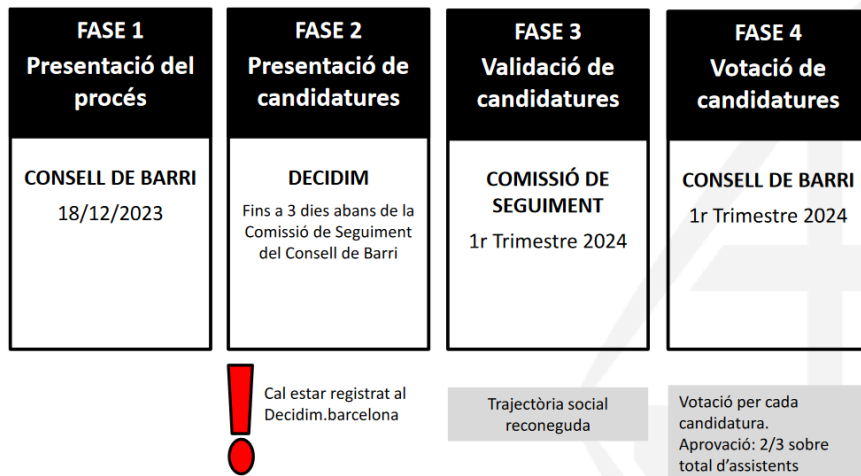 FASE 1
Presentació del
procés
CONSELL DE BARRI
18/12/2023
FASE 2
Presentació de
candidatures
DECIDIM
Fins a 3 dies abans de la
Comissió de Seguiment
del Consell de Barri
FASE 3
Validació de
candidatures
COMISSIÓ DE
SEGUIMENT
1r Trimestre 2024
FASE 4
Votació de
candidatures
CONSELL DE BARRI
1r Trimestre 2024
Cal estar registrat al
Decidim.barcelona
Trajectòria social
reconeguda
Votació per cada
candidatura.
Aprovació: 2/3 sobre
total d'assistents